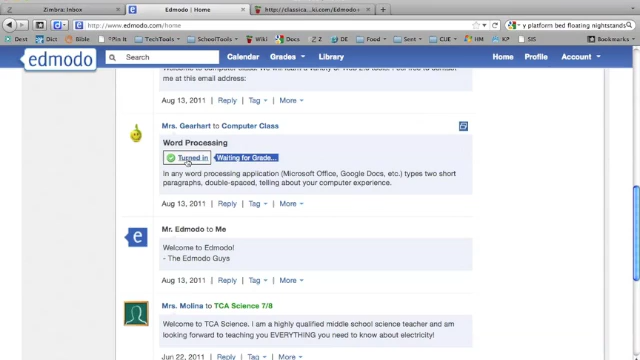 Zimbra: Inbox
Edmodo | Home
http://classica...ki.com/Edmodo
http://www.edmodo.com/home
y platform bed floating nightstands
Most Visited
Dict
Wiki
TechTools
SchoolTools
Z
DE
Food
Seet
CUE
PI
SIS
Bookmarks
edmodo
Search
Calendar
Grades
Library
Home
Profile
Account
me at this email address:
Aug 13, 2011 | Reply | Tag | More
Mrs. Gearhart to Computer Class
Word Processing
Turned in
Waiting for Grade...
In any word processing application (Microsoft Office, Google Docs, etc.) types two short
paragraphs, double-spaced, telling about your computer experience.
Aug 13, 2011 | Reply | Tag | More
Mr. Edmodo to Me
Welcome to Edmodo!
- The Edmodo Guys
Aug 13, 2011 | Reply | Tag | More
Mrs. Molina to TCA Science 7/8
Welcome to TCA Science. I am a highly qualified middle school science teacher and am
looking forward to teaching you EVERYTHING you need to know about electricity!
Jun 22, 2011 | Reply | Tag | More